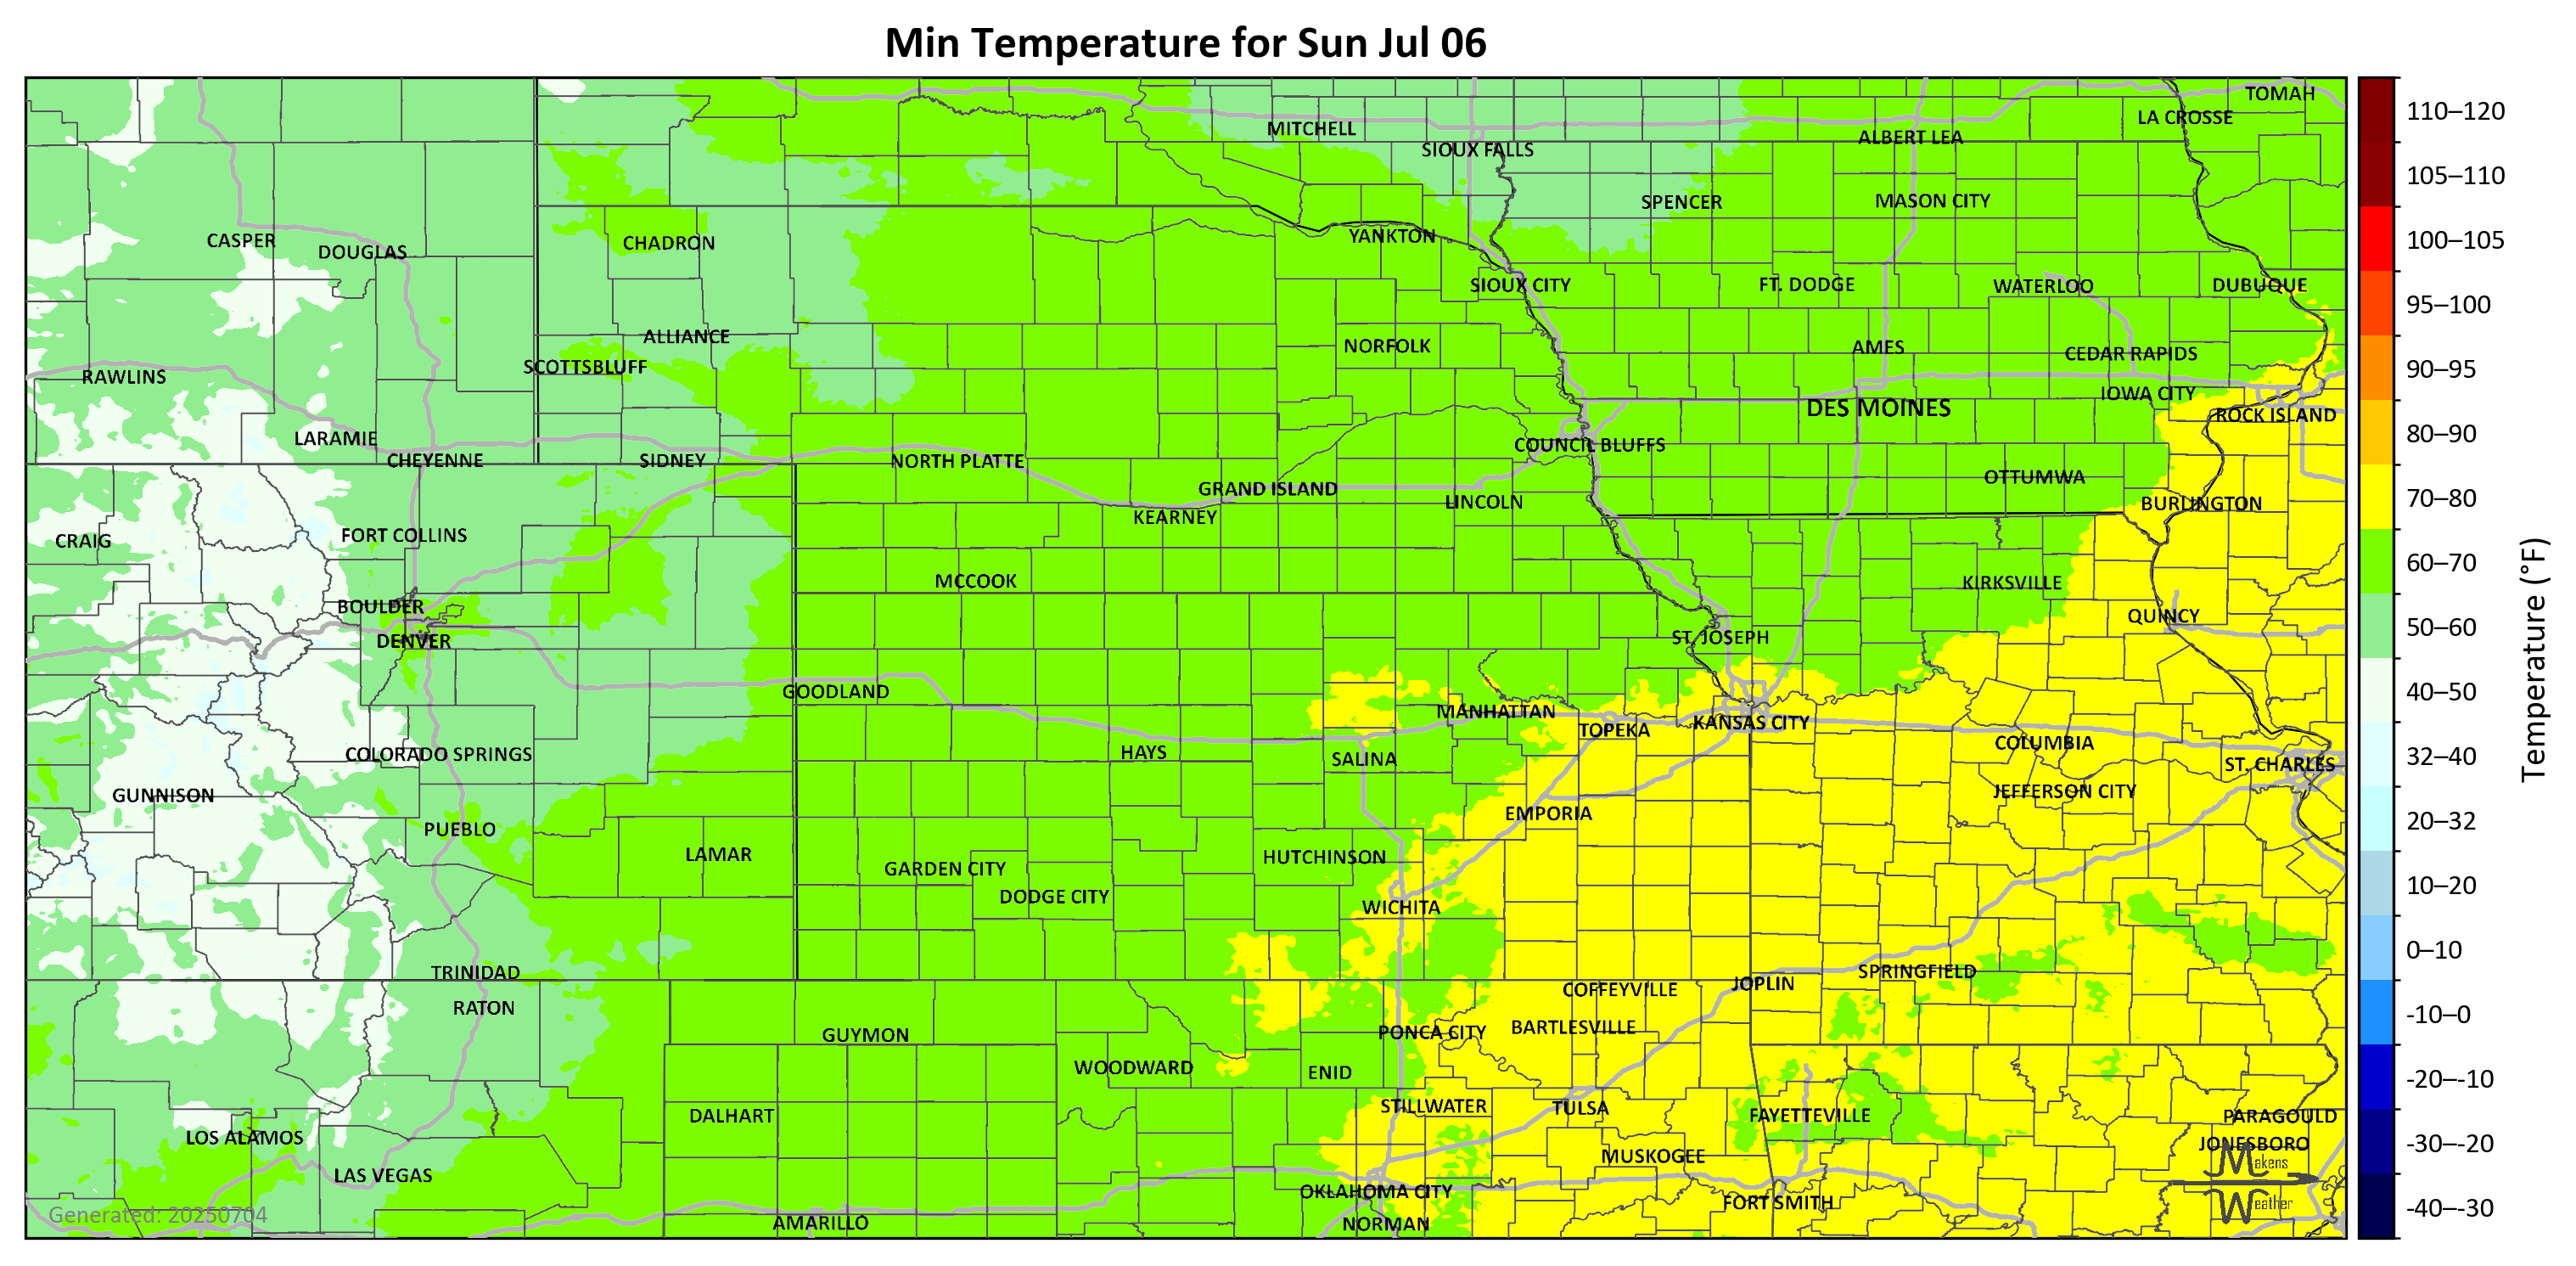 Min Temperature for Sun Jul 06
TOMAH
LA CROSSE
MITCHELL
ALBERT LEA
SIOUX FALLS
SPENCER
MASON CITY
CASPER
DOUGLAS
CHADRON
YANKTON
SIOUX CITY
FT. DODGE
WATERLOO
DUBUQUE
ALLIANCE
NORFOLK
AMES
CEDAR RAPIDS
SCOTTSBLUFF
RAWLINS
IOWA CITY
DES MOINES
ROCK ISLAND
LARAMIE
COUNCIL BLUFFS
CHEYENNE
SIDNEY
NORTH PLATTE
OTTUMWA
GRAND ISLAND
LINCOLN
BURLINGTON
KEARNEY
CRAIG
FORT COLLINS
MCCOOK
KIRKSVILLE
BOULDER
QUINCY
DENVER
ST. JOSEPH
GOODLAND
MANHATTAN
TOPEKA
KANSAS CITY
COLUMBIA
COLORADO SPRINGS
HAYS
SALINA
ST. CHARLES
GUNNISON
JEFFERSON CITY
EMPORIA
PUEBLO
LAMAR
HUTCHINSON
GARDEN CITY
DODGE CITY
WICHITA
TRINIDAD
SPRINGFIELD
JOPLIN
COFFEYVILLE
RATON
GUYMON
PONCA CITY
BARTLESVILLE
WOODWARD
ENID
STILLWATER
TULSA
DALHART
FAYETTEVILLE
PARAGOULD
LOS ALAMOS
JONESBORO
MUSKOGEE
LAS VEGAS
OKLAHOMA CITY
FORT SMITH
AMARILLO
NORMAN
Generated: 20250704
Makens
Weather
110–120
105–110
100–105
95–100
90–95
80–90
70–80
60–70
50–60
40–50
32–40
20–32
10–20
0–10
-10–0
-20–-10
-30–-20
-40–-30
Temperature (°F)